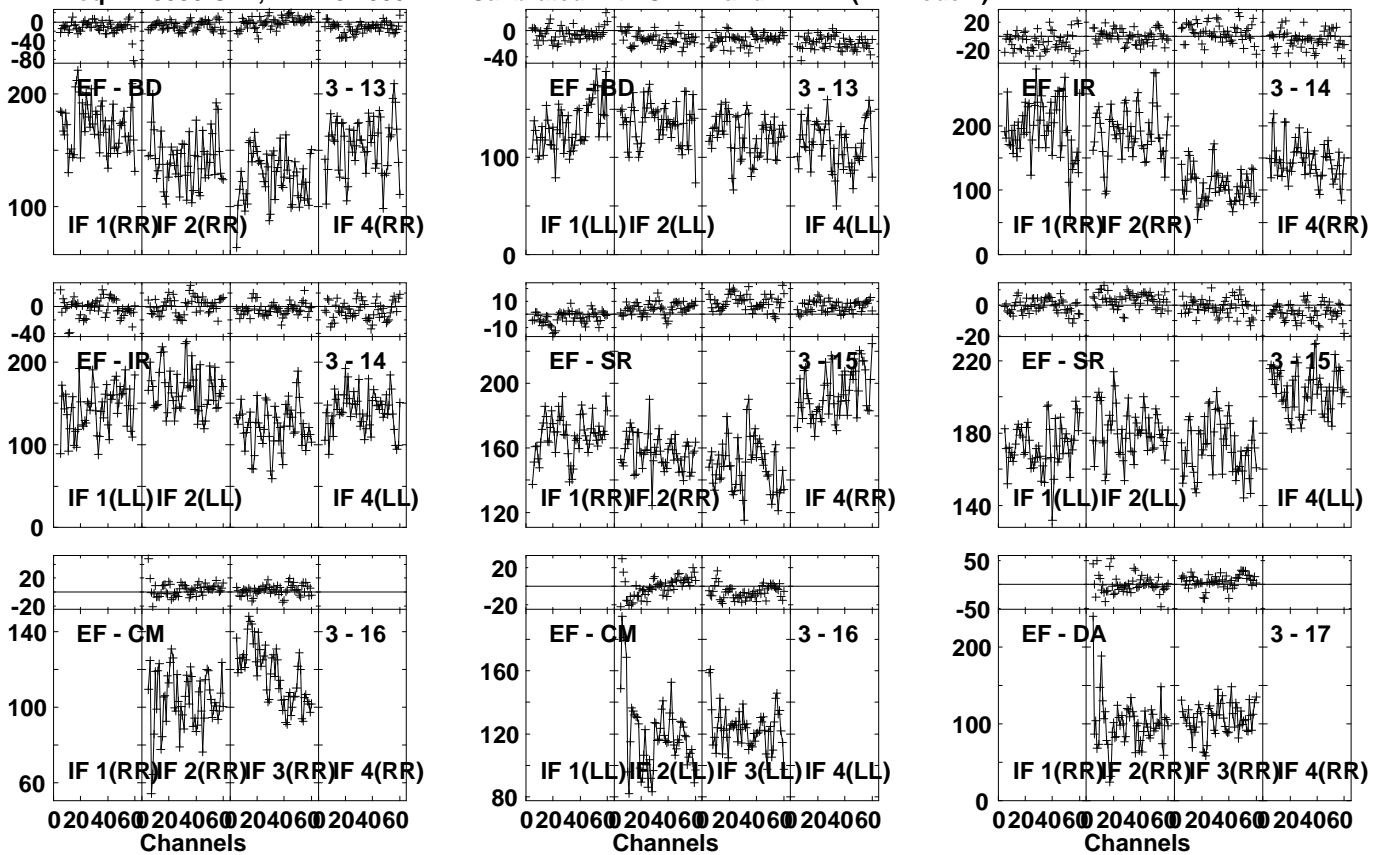 0
-40
-80
EF - BD
3 - 13
200
100
IF 1(RR) IF 2(RR) IF 4(RR)
0
-40
EF - BD
3 - 13
100
0
IF 1(LL) IF 2(LL) IF 4(LL)
20
-20
EF - IR
3 - 14
200
100
0
IF 1(RR) IF 2(RR) IF 4(RR)
0
-40
EF - IR
3 - 14
200
100
0
IF 1(LL) IF 2(LL) IF 4(LL)
10
-10
EF - SR
3 - 15
200
160
120
IF 1(RR) IF 2(RR) IF 4(RR)
0
-20
EF - SR
3 - 15
220
180
140
IF 1(LL) IF 2(LL) IF 4(LL)
20
-20
EF - CM
3 - 16
140
100
60
IF 1(RR) IF 2(RR) IF 3(RR) IF 4(RR)
0 20 40 60 0 20 40 60 0 20 40 60 0 20 40 60
Channels
20
-20
EF - CM
3 - 16
160
120
80
IF 1(LL) IF 2(LL) IF 3(LL) IF 4(LL)
0 20 40 60 0 20 40 60 0 20 40 60 0 20 40 60
Channels
50
-50
EF - DA
3 - 17
200
100
0
IF 1(RR) IF 2(RR) IF 3(RR) IF 4(RR)
0 20 40 60 0 20 40 60 0 20 40 60 0 20 40 60
Channels